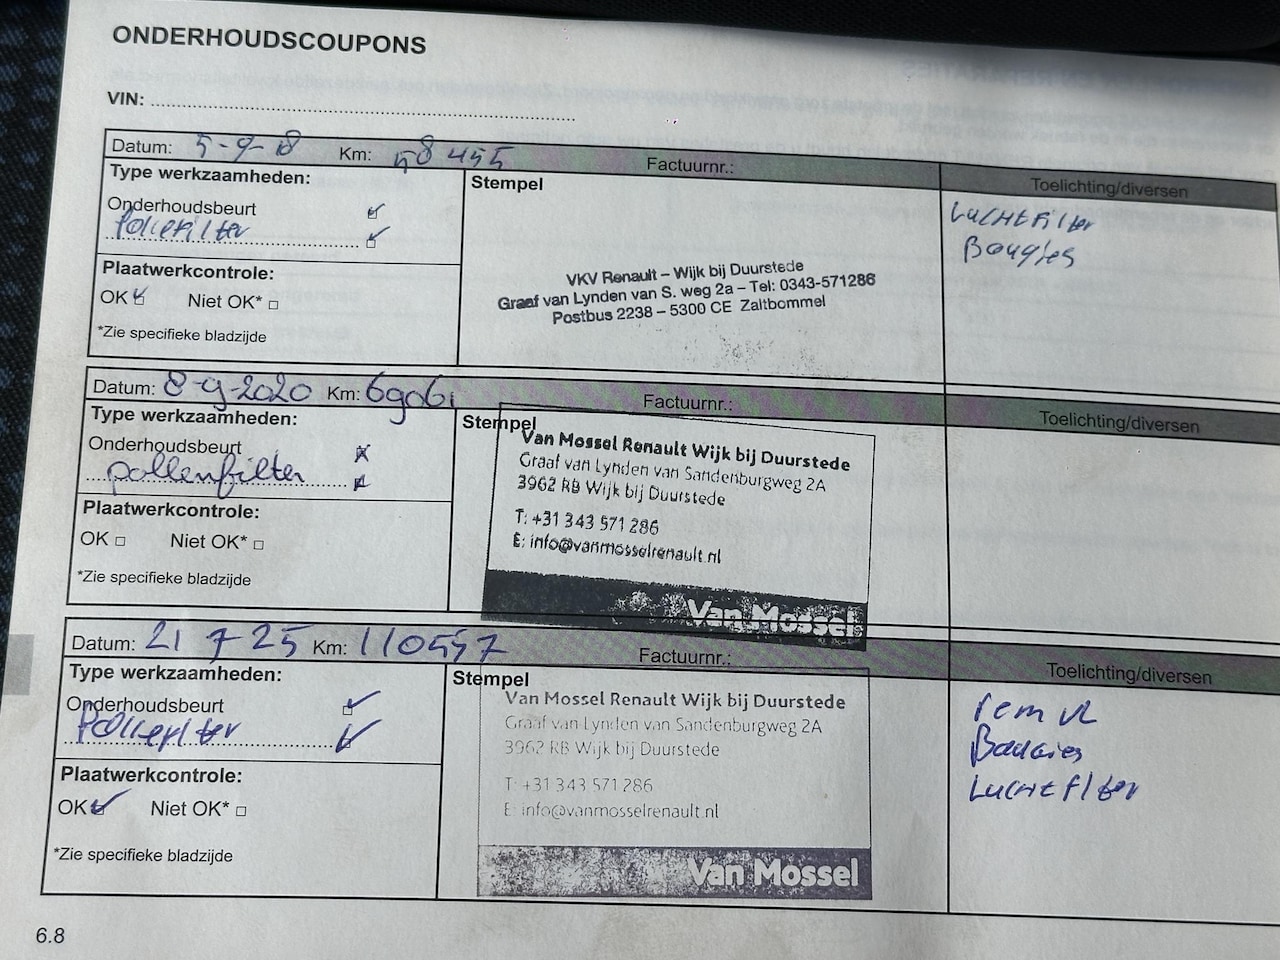 ONDERHOUDSCOUPONS
VIN:
Datum: 5-9-18 Km: 58455 Factuurnr.:
Type werkzaamheden:
Stempel
Toelichting/diversen
Onderhoudsbeurt
Pollefilter
Luchtfilter
Bougies
Plaatwerkcontrole:
OK Niet OK*
*Zie specifieke bladzijde
VKV Renault – Wijk bij Duurstede
Graaf van Lynden van S. weg 2a – Tel: 0343-571286
Postbus 2238 – 5300 CE Zaltbommel
Datum: 8-9-2020 Km: 69061 Factuurnr.:
Type werkzaamheden:
Stempel
Toelichting/diversen
Onderhoudsbeurt
pollenfilter
Plaatwerkcontrole:
OK Niet OK*
*Zie specifieke bladzijde
Van Mossel Renault Wijk bij Duurstede
Graaf van Lynden van Sandenburgweg 2A
3962 RB Wijk bij Duurstede
T: +31 343 571 286
E: info@vanmosselrenault.nl
Van Mossel
Datum: 21 7 25 Km: 110557 Factuurnr.:
Type werkzaamheden:
Stempel
Toelichting/diversen
Onderhoudsbeurt
Pollefilter
Plaatwerkcontrole:
OK Niet OK*
*Zie specifieke bladzijde
Van Mossel Renault Wijk bij Duurstede
Graaf van Lynden van Sandenburgweg 2A
3962 RB Wijk bij Duurstede
T: +31 343 571 286
E: info@vanmosselrenault.nl
Van Mossel
remvl
Bougies
Luchtfilter
6.8